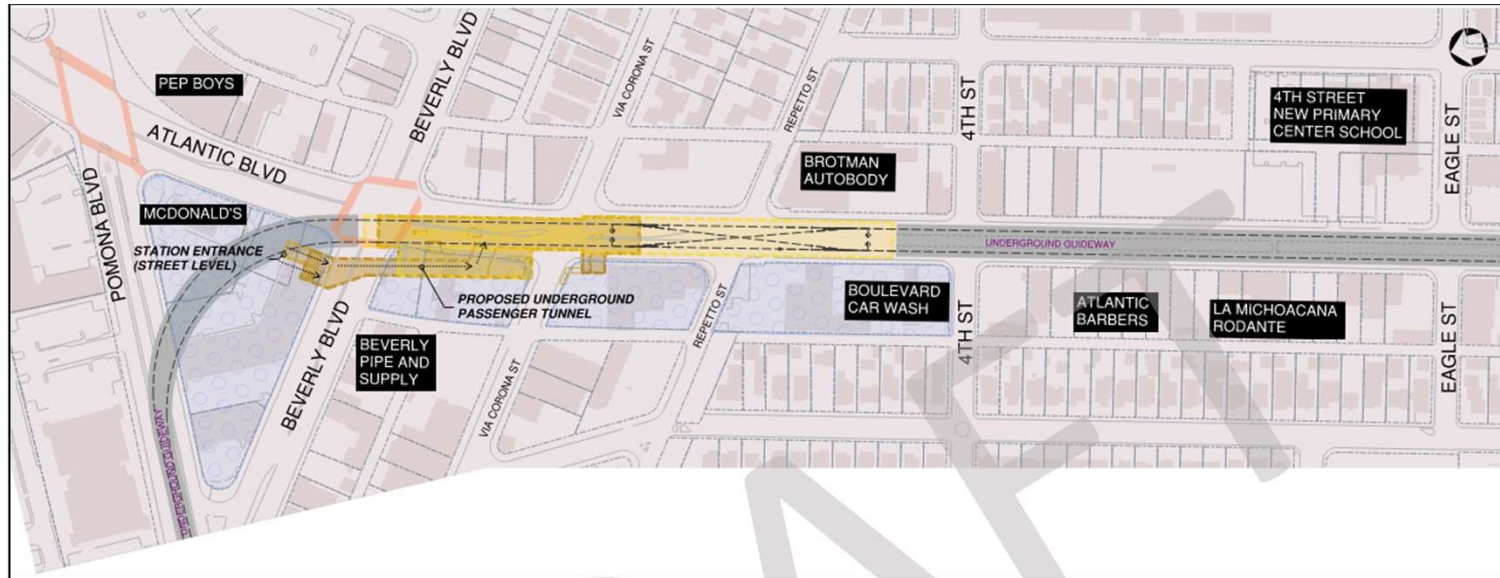 PEP BOYS
BEVERLY BLVD
VIA CORONA ST
REPETTO ST
4TH ST
4TH STREET
NEW PRIMARY
CENTER SCHOOL
EAGLE ST
ATLANTIC BLVD
BROTMAN
AUTOBODY
POMONA BLVD
MCDONALD'S
STATION ENTRANCE
(STREET LEVEL)
UNDERGROUND GUIDEWAY
PROPOSED UNDERGROUND
PASSENGER TUNNEL
BOULEVARD
CAR WASH
ATLANTIC
BARBERS
LA MICHOACANA
RODANTE
BEVERLY BLVD
BEVERLY
PIPE AND
SUPPLY
VIA CORONA ST
REPETTO ST
4TH ST
EAGLE ST
UNDERGROUND GUIDEWAY
DRAFT